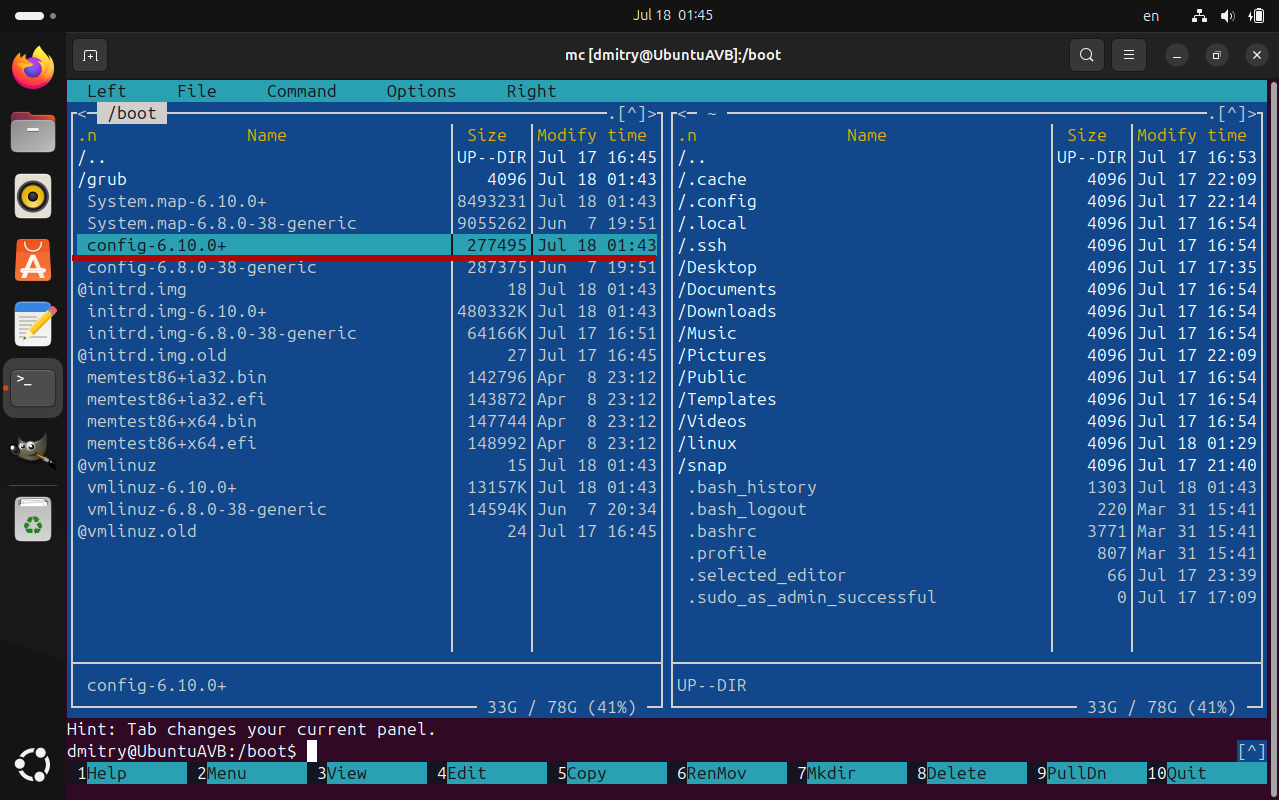 Jul 18 01:45
en
mc [dmitry@UbuntuAVB]:/boot
Left File Command Options Right
<─ /boot ─.[^]>
.n Name Size Modify time
/.. UP--DIR Jul 17 16:45
/grub 4096 Jul 18 01:43
System.map-6.10.0+ 8493231 Jul 18 01:43
System.map-6.8.0-38-generic 9055262 Jun 7 19:51
config-6.10.0+ 277495 Jul 18 01:43
config-6.8.0-38-generic 287375 Jun 7 19:51
@initrd.img 18 Jul 18 01:43
initrd.img-6.10.0+ 480332K Jul 18 01:43
initrd.img-6.8.0-38-generic 64166K Jul 17 16:51
@initrd.img.old 27 Jul 17 16:45
memtest86+ia32.bin 142796 Apr 8 23:12
memtest86+ia32.efi 143872 Apr 8 23:12
memtest86+x64.bin 147744 Apr 8 23:12
memtest86+x64.efi 148992 Apr 8 23:12
@vmlinuz 15 Jul 18 01:43
vmlinuz-6.10.0+ 13157K Jul 18 01:43
vmlinuz-6.8.0-38-generic 14594K Jun 7 20:34
@vmlinuz.old 24 Jul 17 16:45
config-6.10.0+
33G / 78G (41%)
<─ ~ ─.[^]>
.n Name Size Modify time
/.. UP--DIR Jul 17 16:53
/.cache 4096 Jul 17 22:09
/.config 4096 Jul 17 22:14
/.local 4096 Jul 17 16:54
/.ssh 4096 Jul 17 16:54
/Desktop 4096 Jul 17 17:35
/Documents 4096 Jul 17 16:54
/Downloads 4096 Jul 17 16:54
/Music 4096 Jul 17 16:54
/Pictures 4096 Jul 17 22:09
/Public 4096 Jul 17 16:54
/Templates 4096 Jul 17 16:54
/Videos 4096 Jul 17 16:54
/linux 4096 Jul 18 01:29
/snap 4096 Jul 17 21:40
.bash_history 1303 Jul 18 01:43
.bash_logout 220 Mar 31 15:41
.bashrc 3771 Mar 31 15:41
.profile 807 Mar 31 15:41
.selected_editor 66 Jul 17 23:39
.sudo_as_admin_successful 0 Jul 17 17:09
UP--DIR
33G / 78G (41%)
Hint: Tab changes your current panel.
dmitry@UbuntuAVB:/boot$ [^]
1Help 2Menu 3View 4Edit 5Copy 6RenMov 7Mkdir 8Delete 9PullDn 10Quit